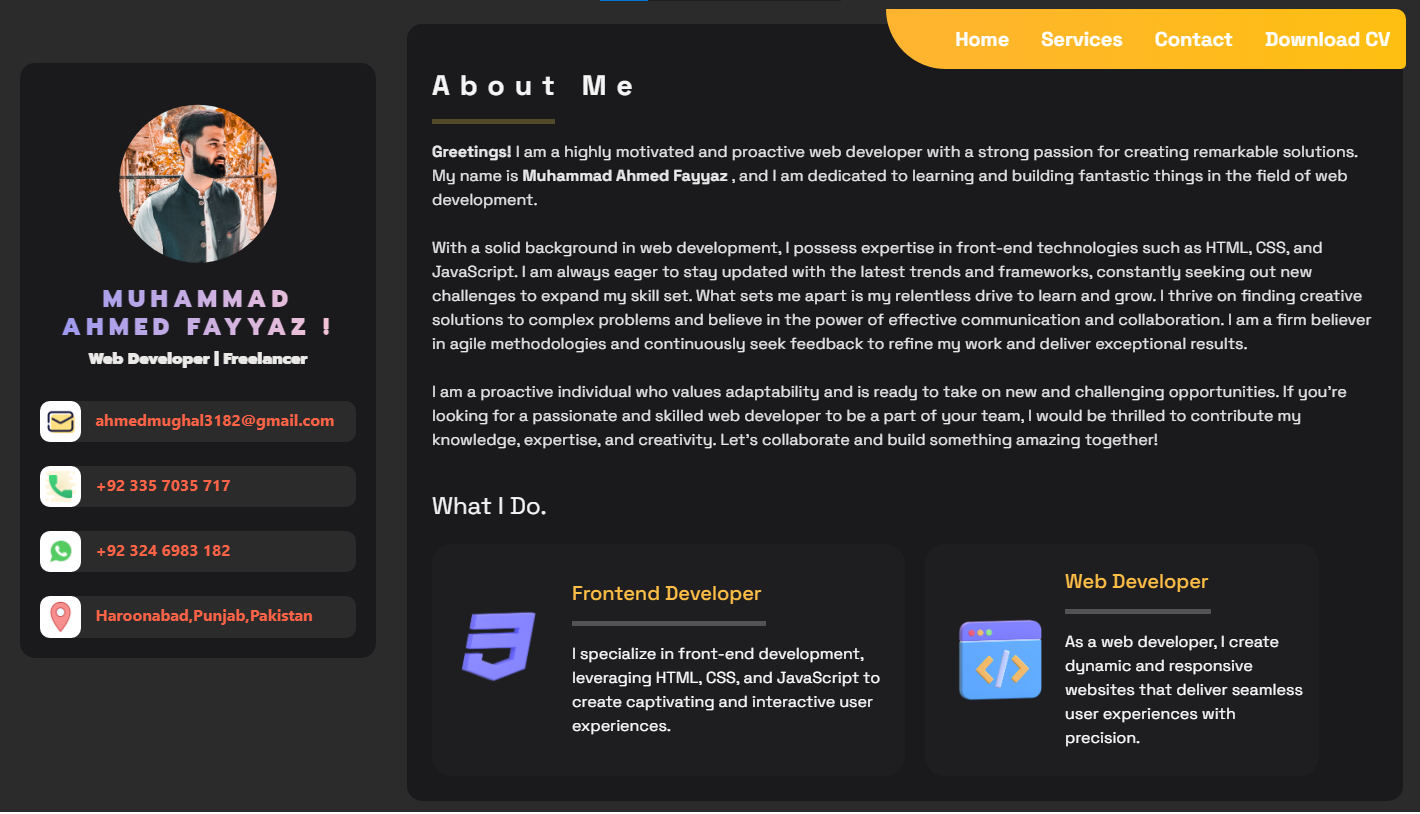 Home Services Contact Download CV
MUHAMMAD
AHMED FAYYAZ !
Web Developer | Freelancer
ahmedmughal3182@gmail.com
+92 335 7035 717
+92 324 6983 182
Haroonabad,Punjab,Pakistan
About Me
Greetings! I am a highly motivated and proactive web developer with a strong passion for creating remarkable solutions.
My name is Muhammad Ahmed Fayyaz , and I am dedicated to learning and building fantastic things in the field of web
development.
With a solid background in web development, I possess expertise in front-end technologies such as HTML, CSS, and
JavaScript. I am always eager to stay updated with the latest trends and frameworks, constantly seeking out new
challenges to expand my skill set. What sets me apart is my relentless drive to learn and grow. I thrive on finding creative
solutions to complex problems and believe in the power of effective communication and collaboration. I am a firm believer
in agile methodologies and continuously seek feedback to refine my work and deliver exceptional results.
I am a proactive individual who values adaptability and is ready to take on new and challenging opportunities. If you're
looking for a passionate and skilled web developer to be a part of your team, I would be thrilled to contribute my
knowledge, expertise, and creativity. Let's collaborate and build something amazing together!
What I Do.
Frontend Developer
I specialize in front-end development,
leveraging HTML, CSS, and JavaScript to
create captivating and interactive user
experiences.
Web Developer
As a web developer, I create
dynamic and responsive
websites that deliver seamless
user experiences with
precision.